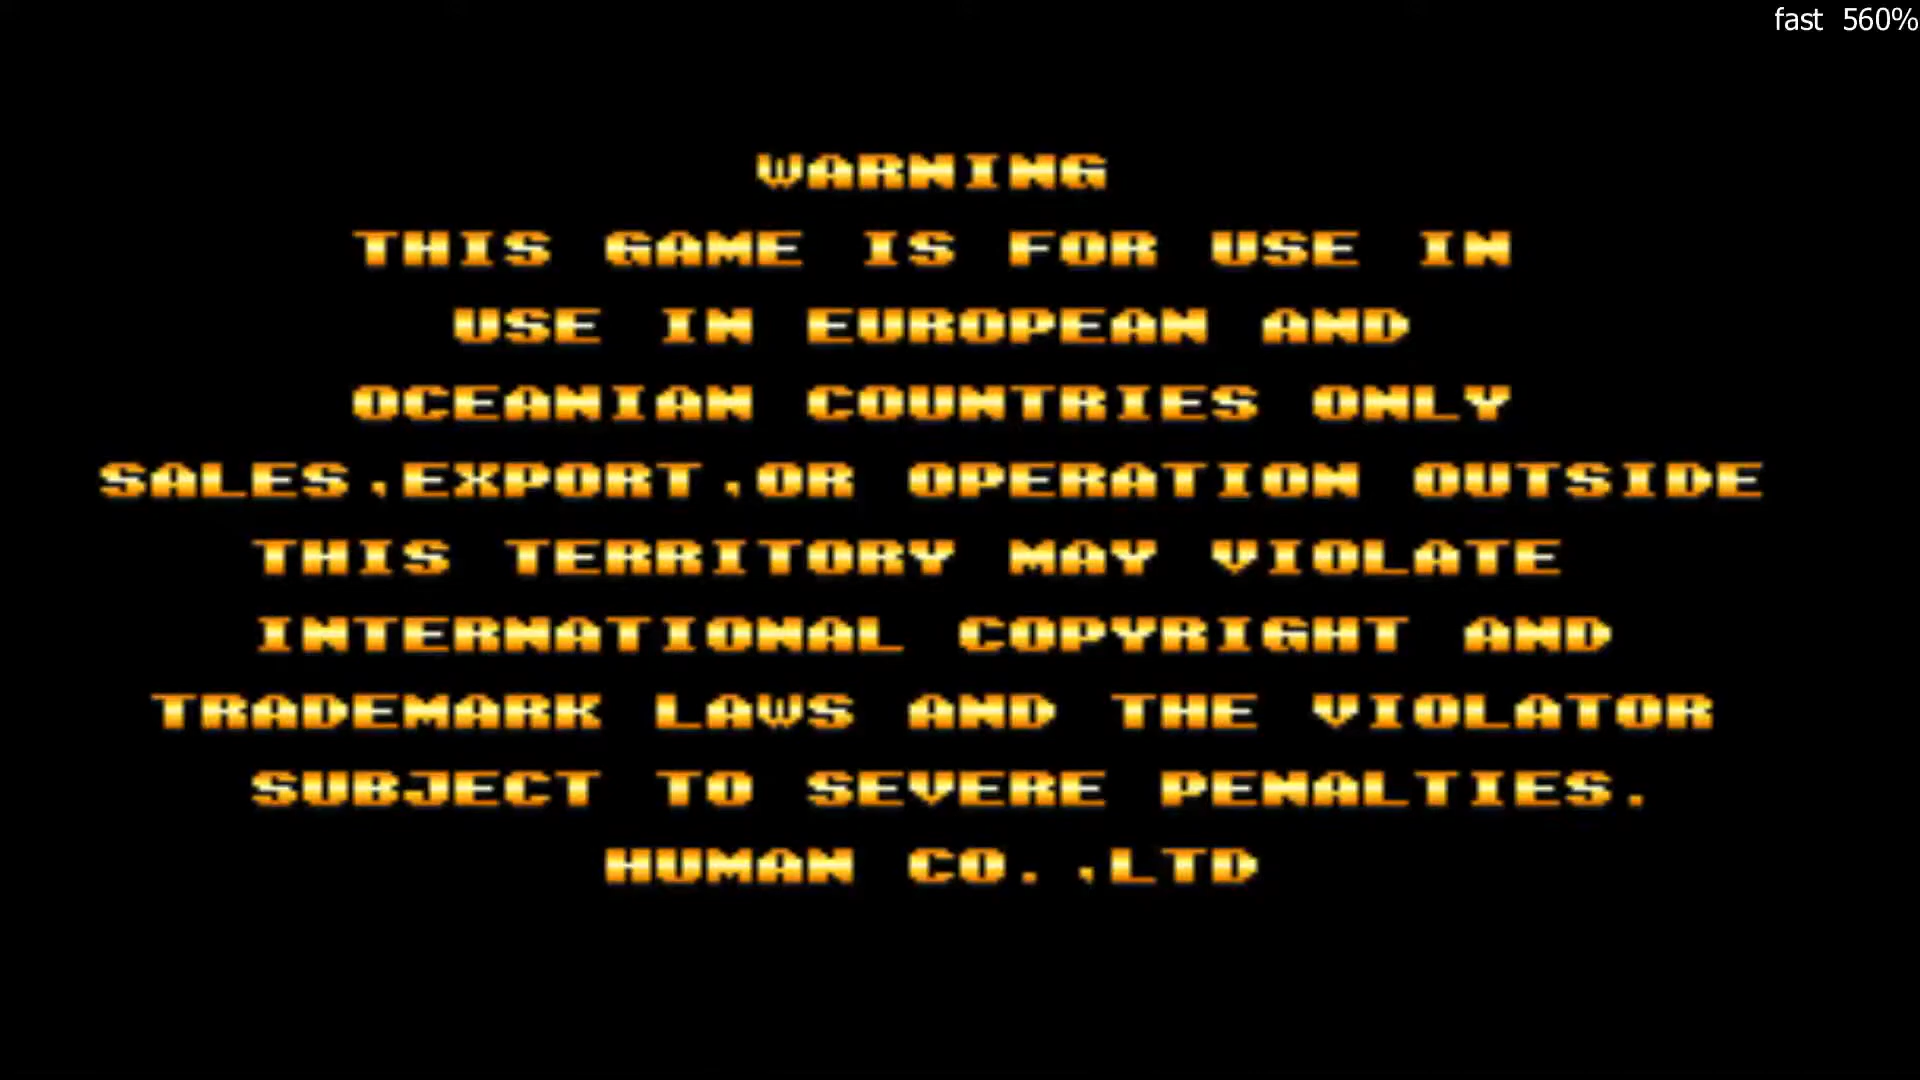 fast 560%
WARNING
THIS GAME IS FOR USE IN
USE IN EUROPEAN AND
OCEANIAN COUNTRIES ONLY
SALES,EXPORT,OR OPERATION OUTSIDE
THIS TERRITORY MAY VIOLATE
INTERNATIONAL COPYRIGHT AND
TRADEMARK LAWS AND THE VIOLATOR
SUBJECT TO SEVERE PENALTIES.
HUMAN CO.,LTD